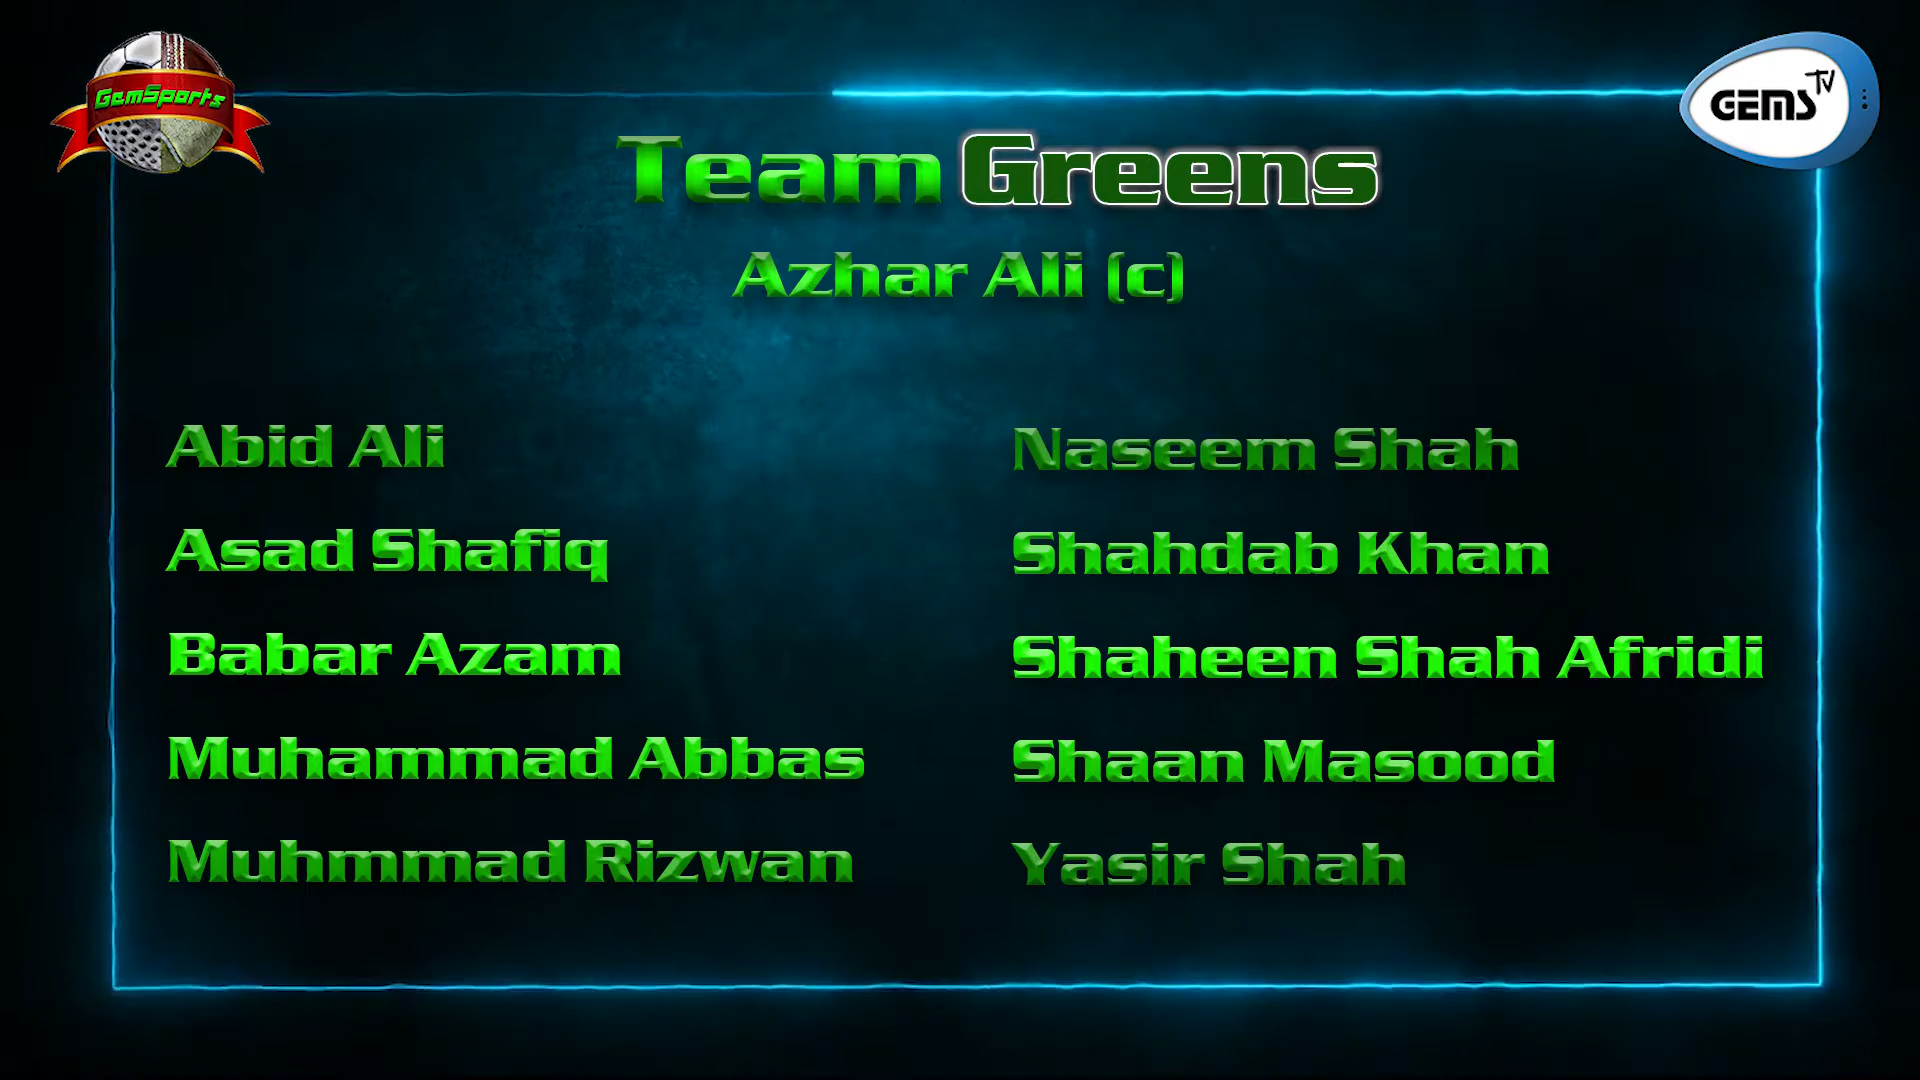 GemSports
GEMS TV
Team Greens
Azhar Ali (c)
Abid Ali
Asad Shafiq
Babar Azam
Muhammad Abbas
Muhmmad Rizwan
Naseem Shah
Shahdab Khan
Shaheen Shah Afridi
Shaan Masood
Yasir Shah